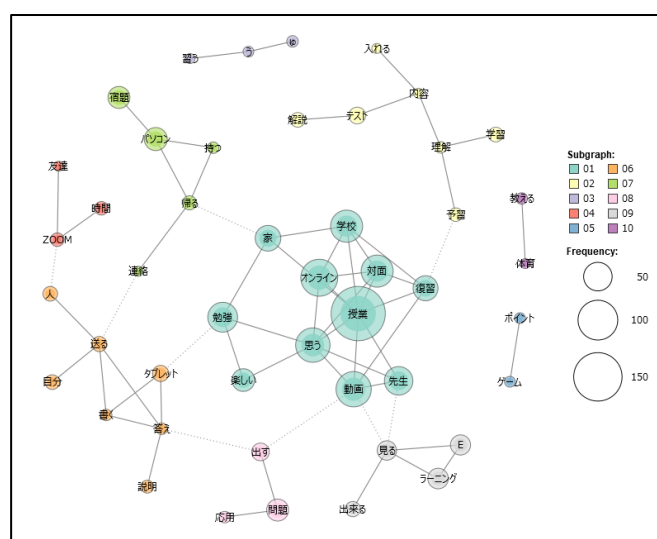 習う
う
ゅ
入れる
宿題
内容
解説
テスト
パソコン
持つ
理解
学習
友達
時間
帰る
予習
教える
ZOOM
家
学校
連絡
オンライン
対面
体育
人
復習
授業
勉強
ポイント
送る
思う
自分
タブレット
楽しい
動画
先生
ゲーム
書く
答え
見る
E
出す
説明
ラーニング
応用
問題
出来る
Subgraph:
01
06
02
07
03
08
04
09
05
10
Frequency:
50
100
150